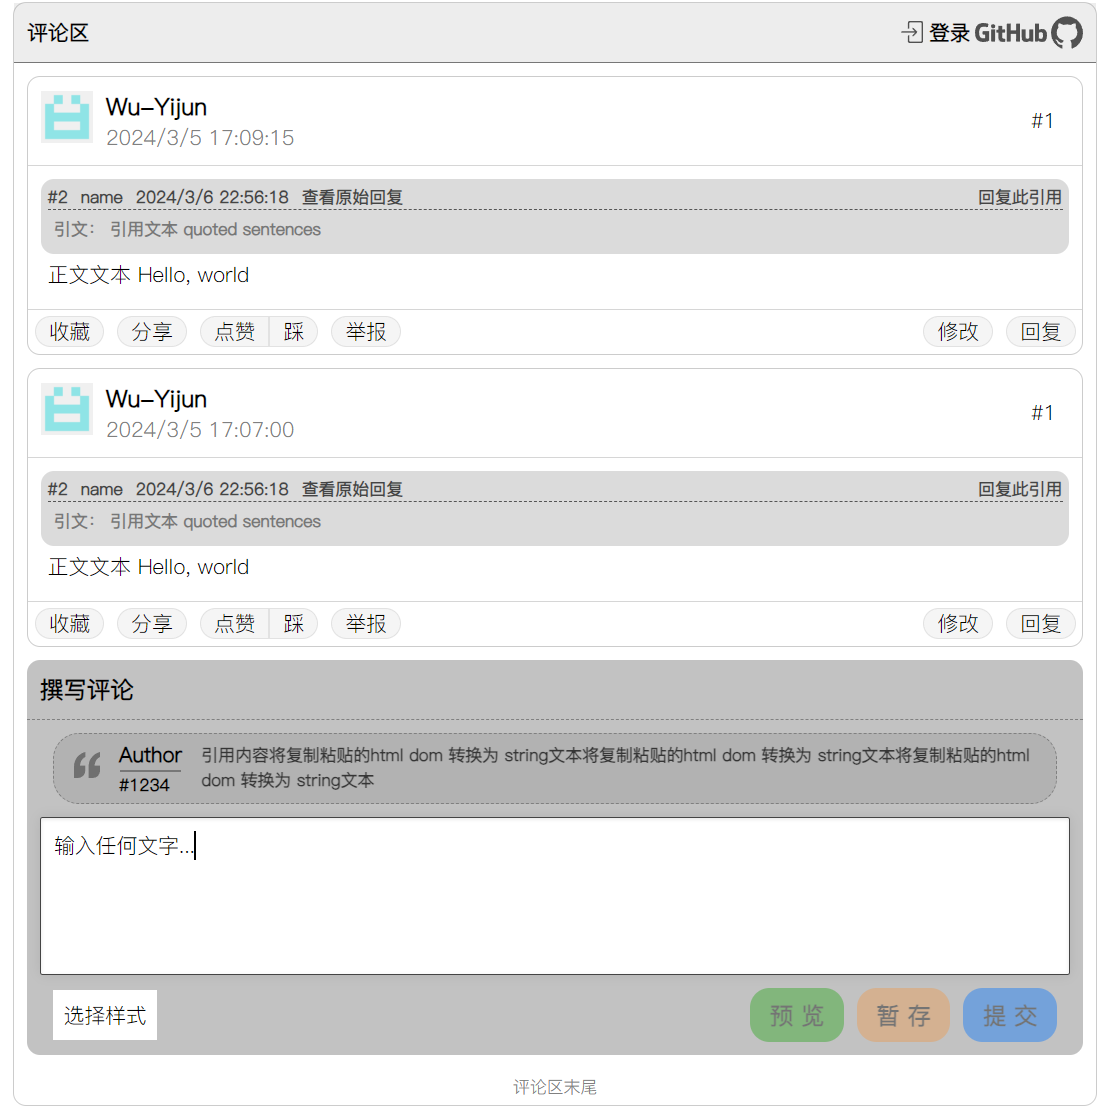 评论区
登录 GitHub
Wu-Yijun
2024/3/5 17:09:15
#1
#2 name 2024/3/6 22:56:18 查看原始回复 回复此引用
引文: 引用文本 quoted sentences
正文文本 Hello, world
收藏 分享 点赞 踩 举报 修改 回复
Wu-Yijun
2024/3/5 17:07:00
#1
#2 name 2024/3/6 22:56:18 查看原始回复 回复此引用
引文: 引用文本 quoted sentences
正文文本 Hello, world
收藏 分享 点赞 踩 举报 修改 回复
撰写评论
Author
#1234
引用内容将复制粘贴的html dom 转换为 string文本将复制粘贴的html dom 转换为 string文本将复制粘贴的html
dom 转换为 string文本
输入任何文字...
选择样式
预 览 暂 存 提 交
评论区末尾